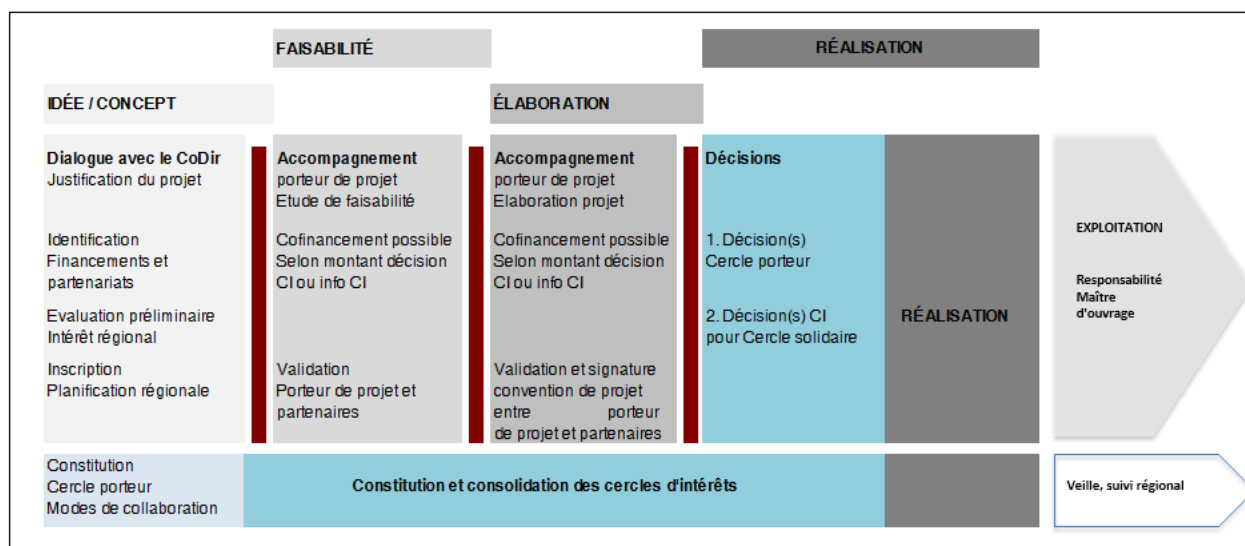 FAISABILITÉ
RÉALISATION
IDÉE / CONCEPT
ÉLABORATION
Dialogue avec le CoDir
Justification du projet
Identification
Financements et
partenariats
Evaluation préliminaire
Intérêt régional
Inscription
Planification régionale
Accompagnement
porteur de projet
Etude de faisabilité
Cofinancement possible
Selon montant décision
CI ou info CI
Validation
Porteur de projet et
partenaires
Accompagnement
porteur de projet
Elaboration projet
Cofinancement possible
Selon montant décision
CI ou info CI
Validation et signature
convention de projet
entre porteur
de projet et partenaires
Décisions
1. Décision(s)
Cercle porteur
2. Décision(s) CI
pour Cercle solidaire
RÉALISATION
EXPLOITATION
Responsabilité
Maître
d'ouvrage
Constitution
Cercle porteur
Modes de collaboration
Constitution et consolidation des cercles d'intérêts
Veille, suivi régional